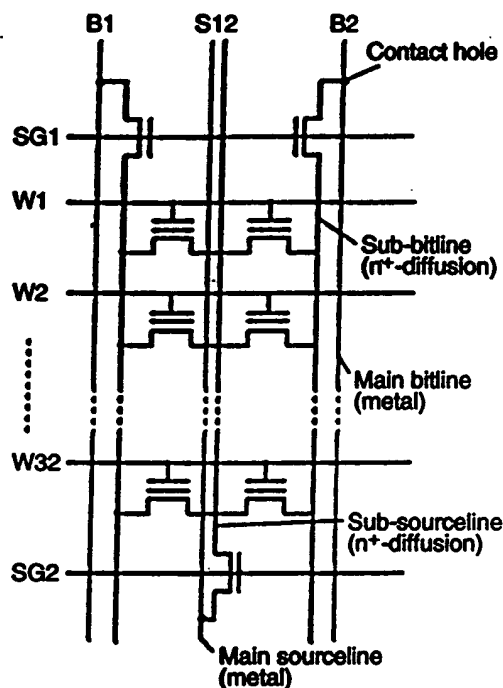 B1 S12 B2
Contact hole
SG1
W1
Sub-bitline
(n+-diffusion)
W2
Main bitline
(metal)
W32
Sub-sourceline
(n+-diffusion)
SG2
Main sourceline
(metal)